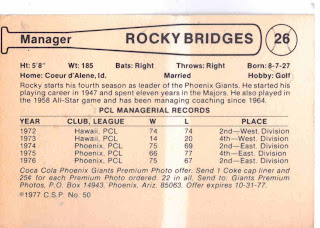 Manager ROCKY BRIDGES 26
Ht: 5'8" Wt: 185 Bats: Right Throws: Right Born: 8-7-27
Home: Coeur d'Alene, Id. Married Hobby: Golf
Rocky starts his fourth season as leader of the Phoenix Giants. He started his
playing career in 1947 and spent eleven years in the Majors. He also played in
the 1958 All-Star game and has been managing coaching since 1964.
PCL MANAGERIAL RECORDS
YEAR CLUB, LEAGUE W L PLACE
1972 Hawaii, PCL 74 74 2nd—West. Division
1973 Hawaii, PCL 14 20 4th—West. Division
1974 Phoenix, PCL 75 69 2nd—East. Division
1975 Phoenix, PCL 66 77 4th—East. Division
1976 Phoenix, PCL 75 67 2nd—East. Division
Coca Cola Phoenix Giants Premium Photo offer. Send 1 Coke cap liner and
25¢ for each Premium Photo ordered. 22 in all. Send to: Giants Premium
Photos, P.O. Box 14943, Phoenix, Ariz. 85063. Offer expires 10-31-77.
©1977 C.S.P. No. 50